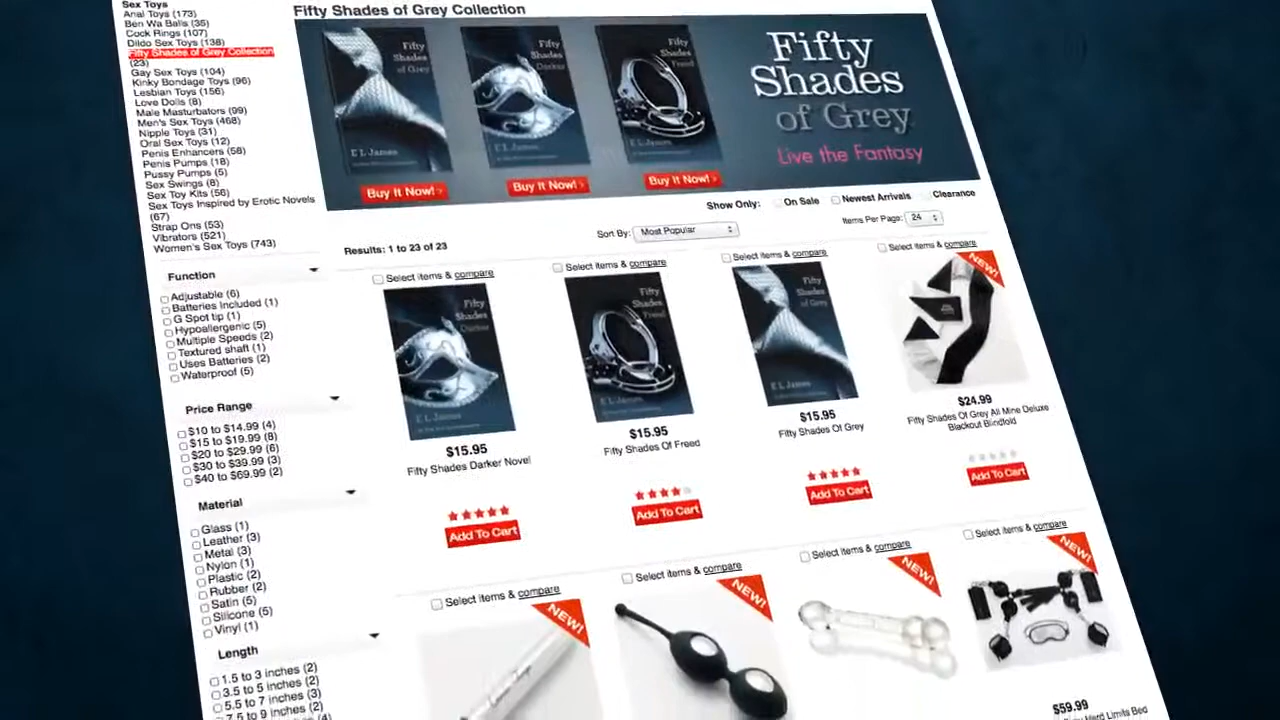 Sex Toys
Anal Toys (173)
Ben Wa Balls (35)
Cock Rings (107)
Dildo Sex Toys (138)
Fifty Shades of Grey Collection
(23)
Gay Sex Toys (104)
Kinky Bondage Toys (96)
Lesbian Toys (156)
Love Dolls (8)
Male Masturbators (99)
Men's Sex Toys (468)
Nipple Toys (31)
Oral Sex Toys (12)
Penis Enhancers (58)
Penis Pumps (18)
Pussy Pumps (5)
Sex Swings (8)
Sex Toy Kits (56)
Sex Toys Inspired by Erotic Novels
(67)
Strap Ons (53)
Vibrators (521)
Women's Sex Toys (743)
Function
Adjustable (6)
Batteries Included (1)
G Spot tip (1)
Hypoallergenic (5)
Multiple Speeds (2)
Textured shaft (1)
Uses Batteries (2)
Waterproof (5)
Price Range
$10 to $14.99 (4)
$15 to $19.99 (8)
$20 to $29.99 (6)
$30 to $39.99 (3)
$40 to $69.99 (2)
Material
Glass (1)
Leather (3)
Metal (3)
Nylon (1)
Plastic (2)
Rubber (2)
Satin (5)
Silicone (5)
Vinyl (1)
Length
1.5 to 3 inches (2)
3.5 to 5 inches (2)
5.5 to 7 inches (3)
7.5 to 9 inches (2)
Fifty Shades of Grey Collection
Fifty
Shades
of Grey
E L James
Fifty
Shades
Darker
E L James
Fifty
Shades
Freed
E L James
Buy It Now! ›
Buy It Now! ›
Buy It Now! ›
Fifty
Shades
of Grey
Live the Fantasy
Show Only: On Sale Newest Arrivals Clearance
Results: 1 to 23 of 23
Sort By: Most Popular
Items Per Page: 24
Select items & compare
Select items & compare
Select items & compare
Select items & compare
Fifty
Shades
Darker
E L James
Fifty
Shades
Freed
E L James
Fifty
Shades
of Grey
E L James
NEW!
$15.95
Fifty Shades Darker Novel
Add To Cart
$15.95
Fifty Shades Of Freed
Add To Cart
$15.95
Fifty Shades Of Grey
Add To Cart
$24.99
Fifty Shades Of Grey All Mine Deluxe
Blackout Blindfold
Add To Cart
Select items & compare
Select items & compare
Select items & compare
Select items & compare
NEW!
NEW!
NEW!
NEW!
$59.99
Hard Limits Bed